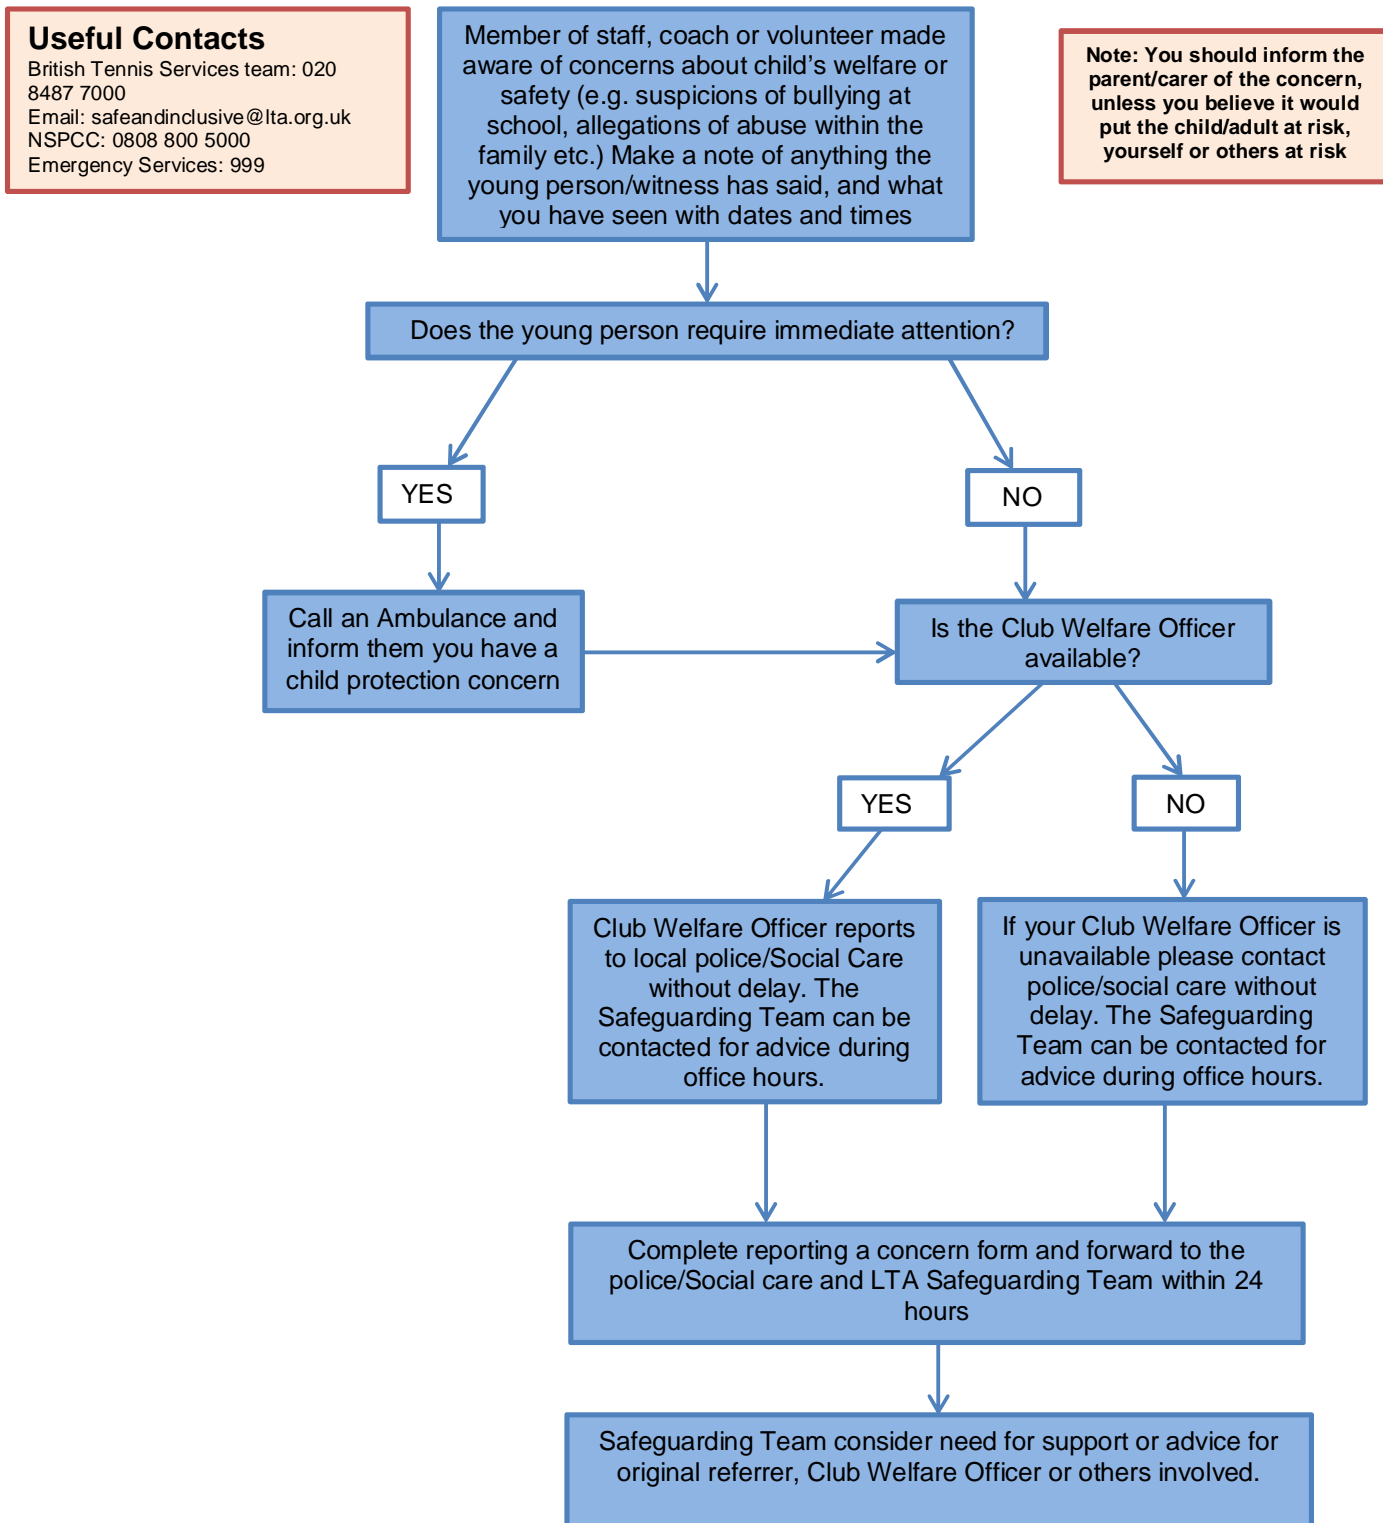 Useful Contacts
British Tennis Services team: 020
8487 7000
Email: safeandinclusive@lta.org.uk
NSPCC: 0808 800 5000
Emergency Services: 999
Member of staff, coach or volunteer made
aware of concerns about child’s welfare or
safety (e.g. suspicions of bullying at
school, allegations of abuse within the
family etc.) Make a note of anything the
young person/witness has said, and what
you have seen with dates and times
Note: You should inform the
parent/carer of the concern,
unless you believe it would
put the child/adult at risk,
yourself or others at risk
Does the young person require immediate attention?
YES
NO
Call an Ambulance and
inform them you have a
child protection concern
Is the Club Welfare Officer
available?
YES
NO
Club Welfare Officer reports
to local police/Social Care
without delay. The
Safeguarding Team can be
contacted for advice during
office hours.
If your Club Welfare Officer is
unavailable please contact
police/social care without
delay. The Safeguarding
Team can be contacted for
advice during office hours.
Complete reporting a concern form and forward to the
police/Social care and LTA Safeguarding Team within 24
hours
Safeguarding Team consider need for support or advice for
original referrer, Club Welfare Officer or others involved.